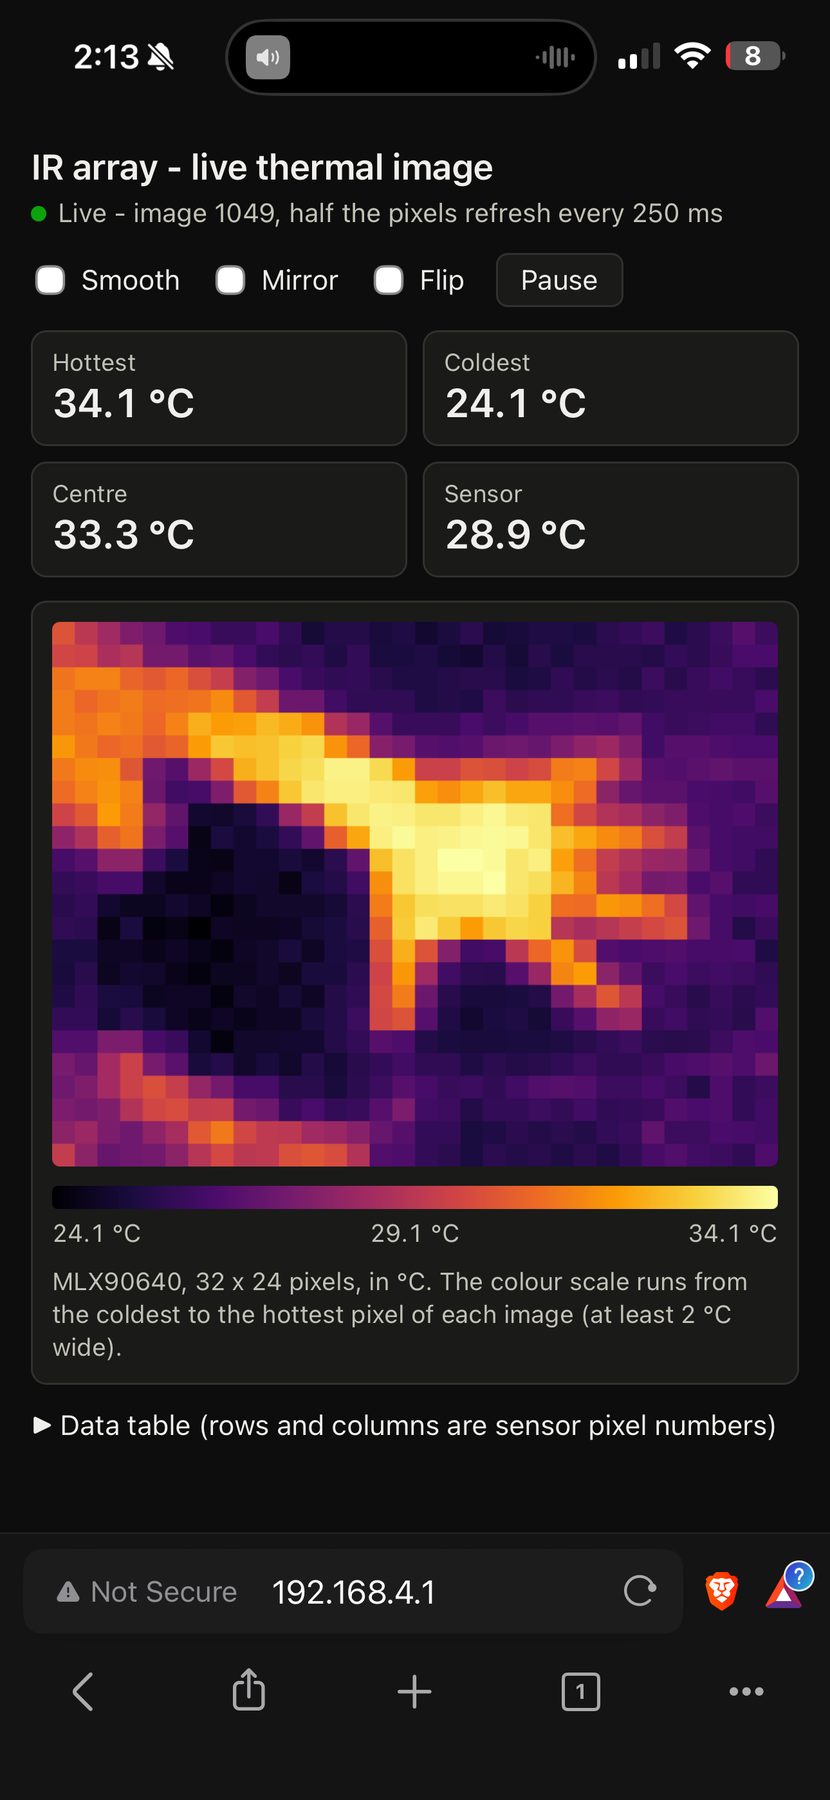 2:13
8
IR array - live thermal image
Live - image 1049, half the pixels refresh every 250 ms
Smooth Mirror Flip Pause
Hottest
34.1 °C
Coldest
24.1 °C
Centre
33.3 °C
Sensor
28.9 °C
24.1 °C 29.1 °C 34.1 °C
MLX90640, 32 x 24 pixels, in °C. The colour scale runs from
the coldest to the hottest pixel of each image (at least 2 °C
wide).
Data table (rows and columns are sensor pixel numbers)
Not Secure 192.168.4.1
?
1